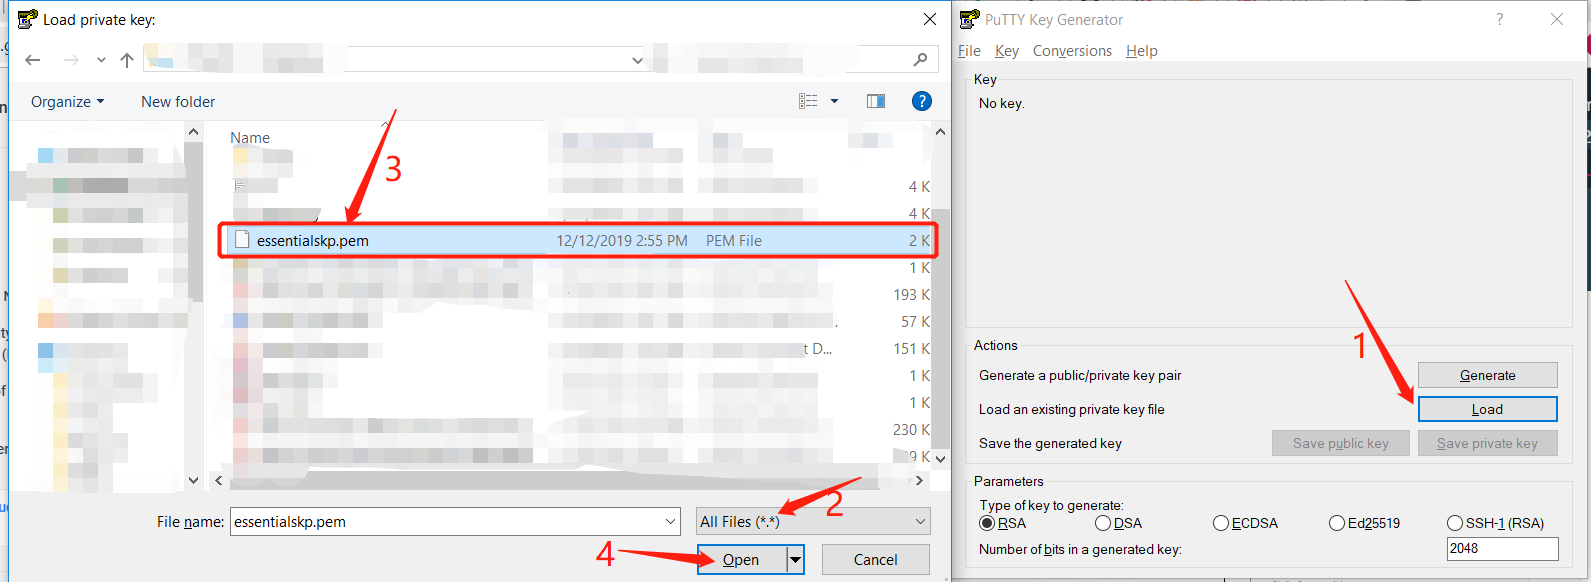 Load private key:
Organize
New folder
?
Name
3
4 K
4 K
essentialskp.pem 12/12/2019 2:55 PM PEM File 2 K
1 K
193 K
57 K
t D... 151 K
1 K
1 K
230 K
9 K
2
File name: essentialskp.pem All Files (*.*)
4
Open Cancel
PuTTY Key Generator ?
File Key Conversions Help
Key
No key.
1
Actions
Generate a public/private key pair Generate
Load an existing private key file Load
Save the generated key Save public key Save private key
Parameters
Type of key to generate:
RSA DSA ECDSA Ed25519 SSH-1 (RSA)
Number of bits in a generated key: 2048